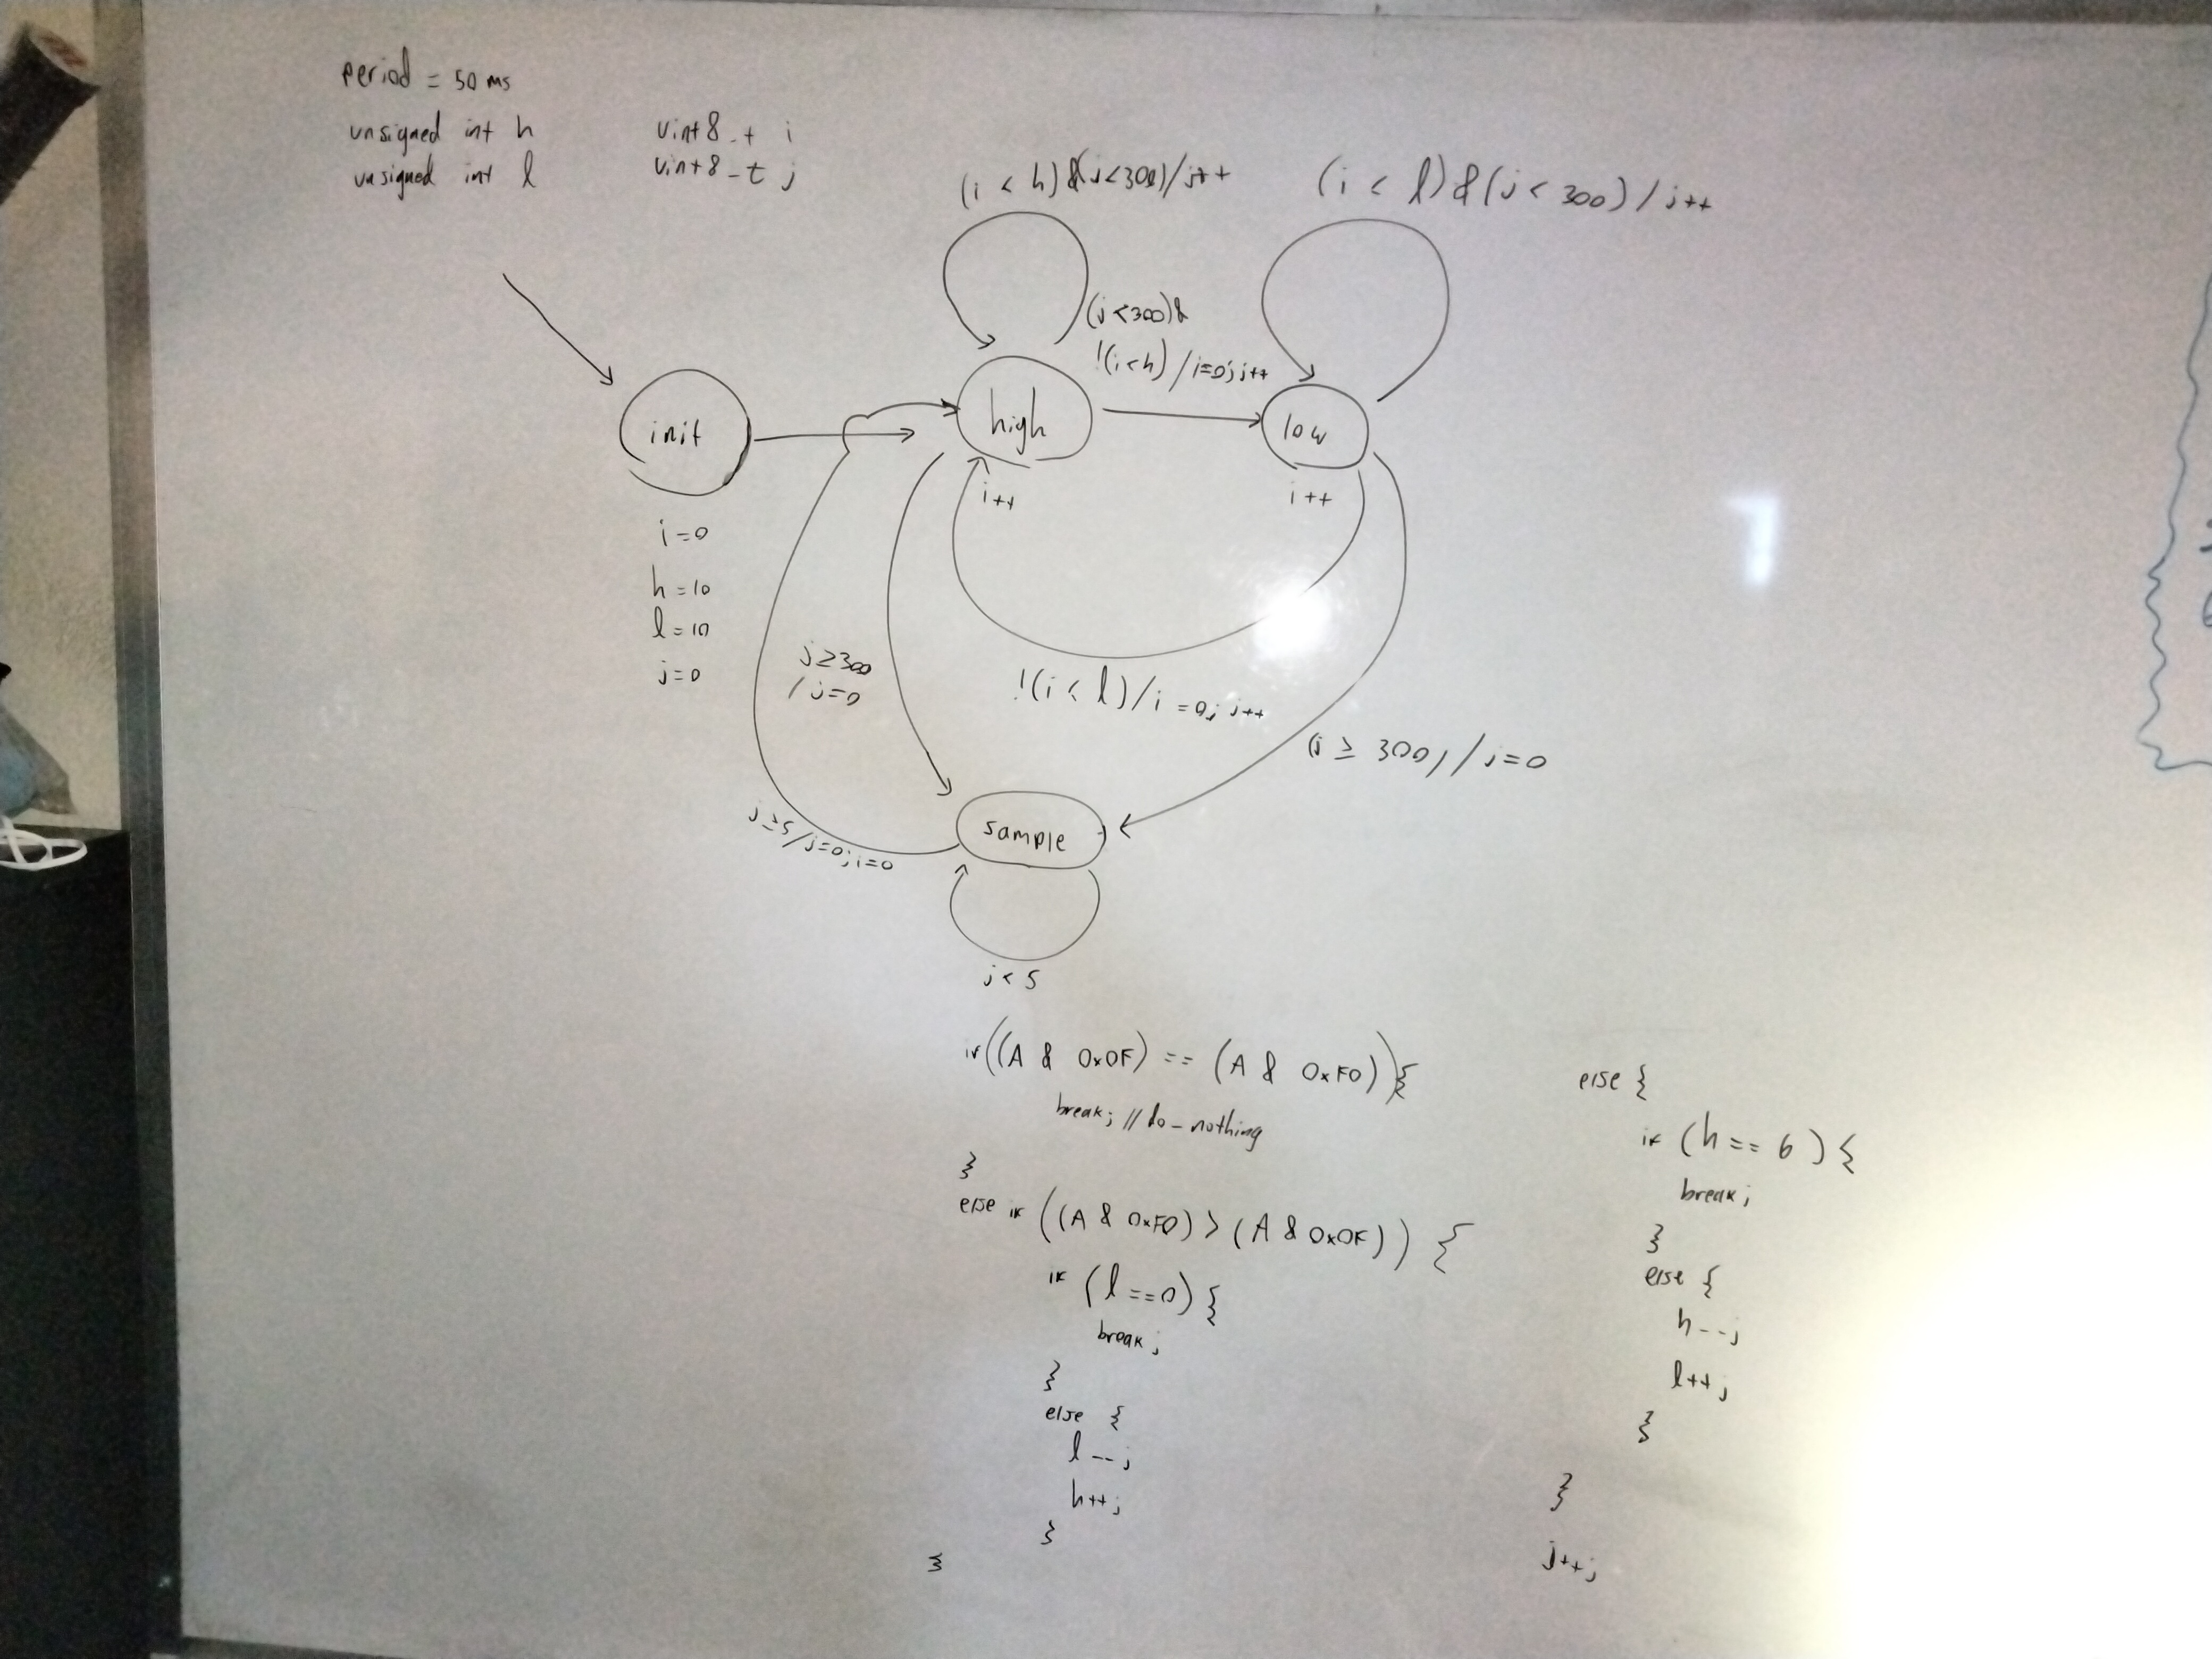 period = 50 ms
unsigned int h
unsigned int l
uint8_t i
uint8_t j
(i < h) & (j < 300) / j++
(i < l) & (j < 300) / j++
(j < 300) &
!(i < h) / i=0; j++
init
high
low
i++
i++
i = 0
h = 10
l = 10
j = 0
j ≥ 300
/ j = 0
!(i < l) / i = 0; j++
(j ≥ 300) / j = 0
sample
j ≥ 5 / j=0; i=0
j < 5
if ((A & 0x0F) == (A & 0xF0)) {
break; // do-nothing
}
else if ((A & 0xF0) > (A & 0x0F)) {
if (l == 0) {
break;
}
else {
l--;
h++;
}
}
else {
if (h == 6) {
break;
}
else {
h--;
l++;
}
}
j++;